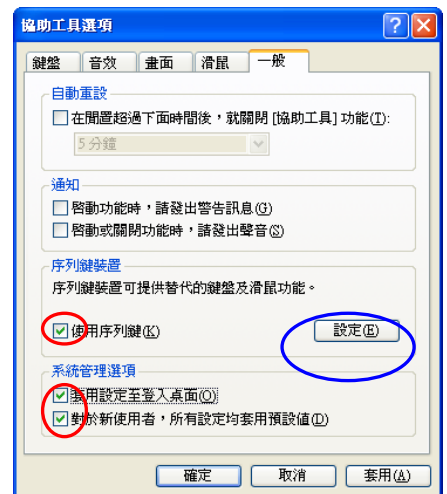 協助工具選項
鍵盤 音效 畫面 滑鼠 一般
自動重設
在閒置超過下面時間後，就關閉 [協助工具] 功能(T):
5 分鐘
通知
啓動功能時，請發出警告訊息(G)
啓動或關閉功能時，請發出聲音(S)
序列鍵裝置
序列鍵裝置可提供替代的鍵盤及滑鼠功能。
使用序列鍵(K) 設定(E)
系統管理選項
套用設定至登入桌面(O)
對於新使用者，所有設定均套用預設值(D)
確定 取消 套用(A)